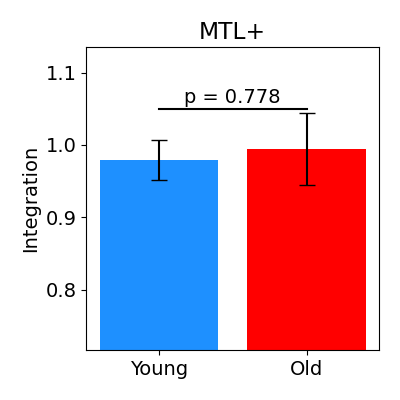 MTL+
1.1
p = 0.778
1.0
Integration
0.9
0.8
Young
Old